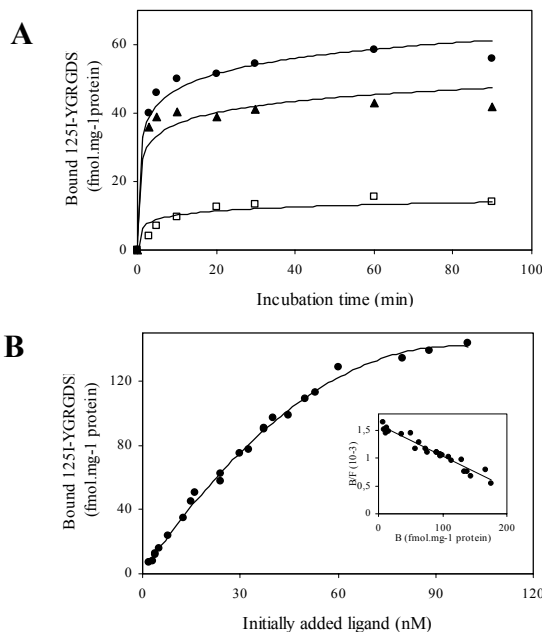 A
Bound 125I-YGRGDS
(fmol.mg-1 protein)
60
40
20
0
0 20 40 60 80 100
Incubation time (min)
B
Bound 125I-YGRGDS
(fmol.mg-1 protein)
120
80
40
0
0 30 60 90 120
Initially added ligand (nM)
B/F (10-3)
1,5
1
0,5
0
0 100 200
B (fmol.mg-1 protein)